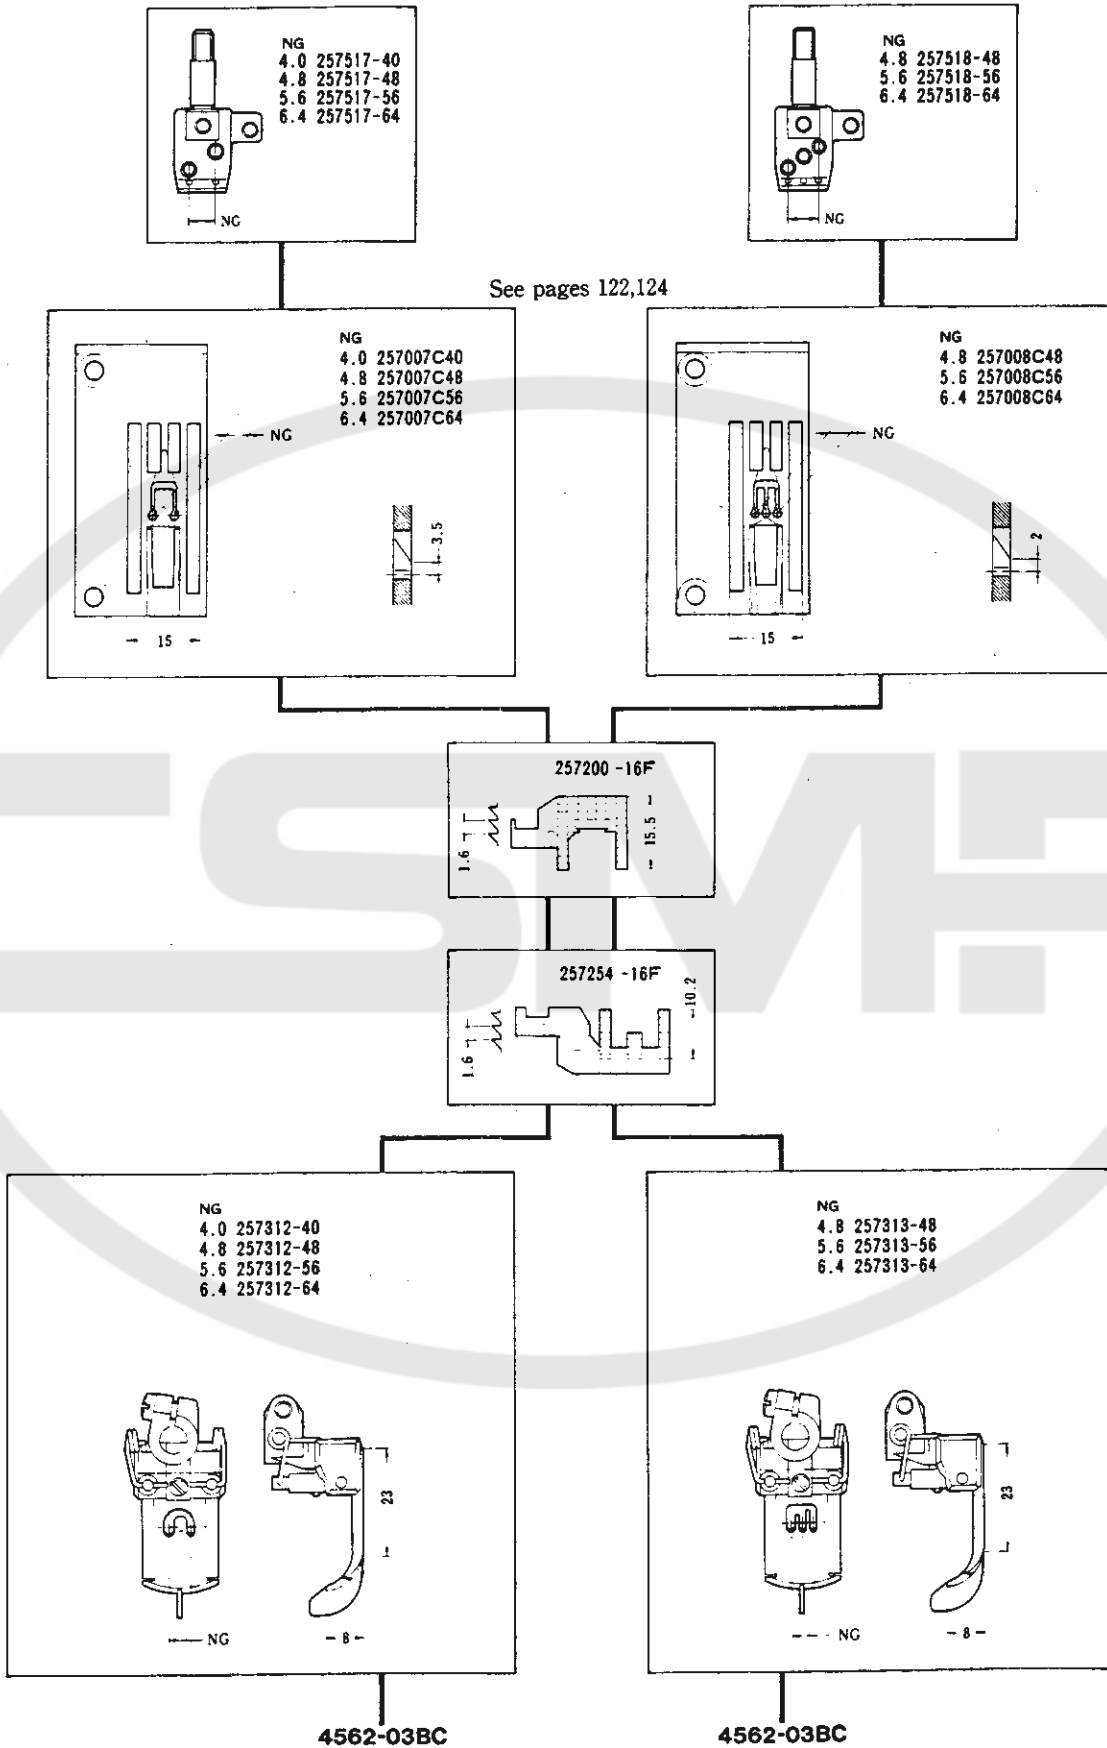 NG
4.0 257517-40
4.8 257517-48
5.6 257517-56
6.4 257517-64
NG
NG
4.8 257518-48
5.6 257518-56
6.4 257518-64
NG
See pages 122,124
NG
4.0 257007C40
4.8 257007C48
5.6 257007C56
6.4 257007C64
NG
3.5
15
NG
4.8 257008C48
5.6 257008C56
6.4 257008C64
NG
2
15
257200 -16F
1.6
15.5
257254 -16F
1.6
10.2
NG
4.0 257312-40
4.8 257312-48
5.6 257312-56
6.4 257312-64
23
NG
8
NG
4.8 257313-48
5.6 257313-56
6.4 257313-64
23
NG
8
4562-03BC
4562-03BC